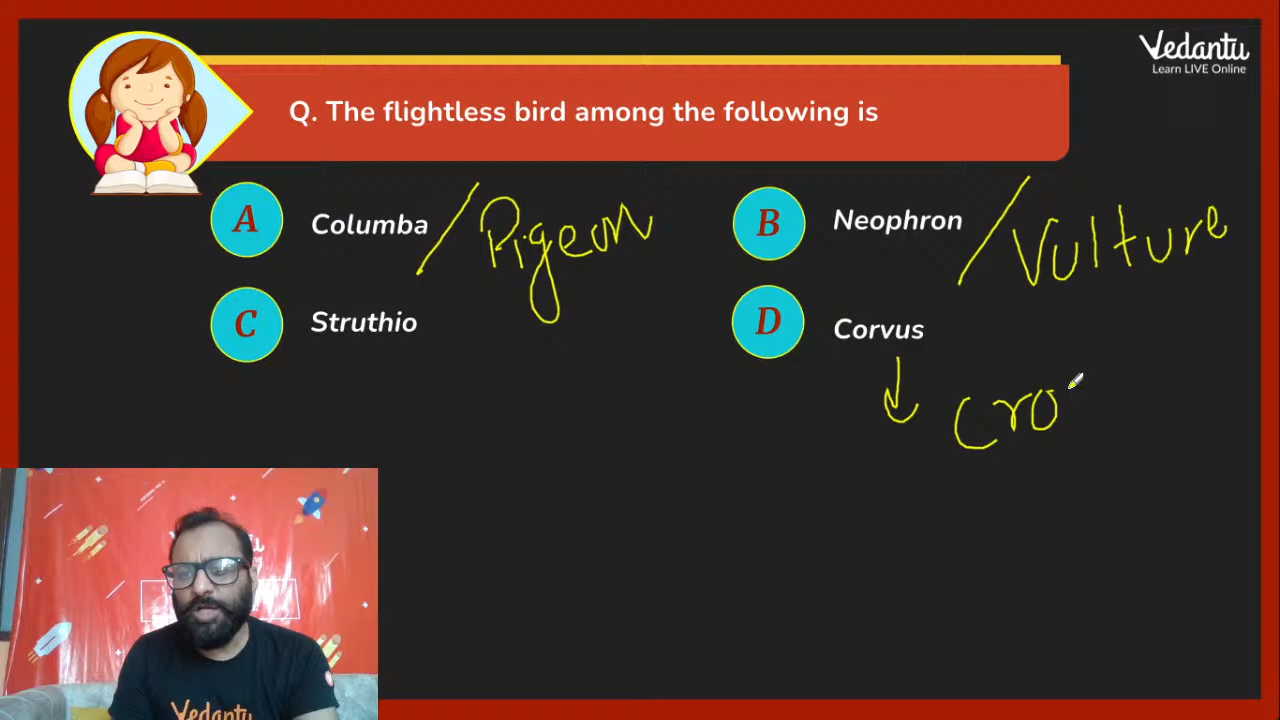 Vedantu
Learn LIVE Online
Q. The flightless bird among the following is
A Columba / Pigeon
B Neophron / Vulture
C Struthio
D Corvus
↓ Cro
Vedantu